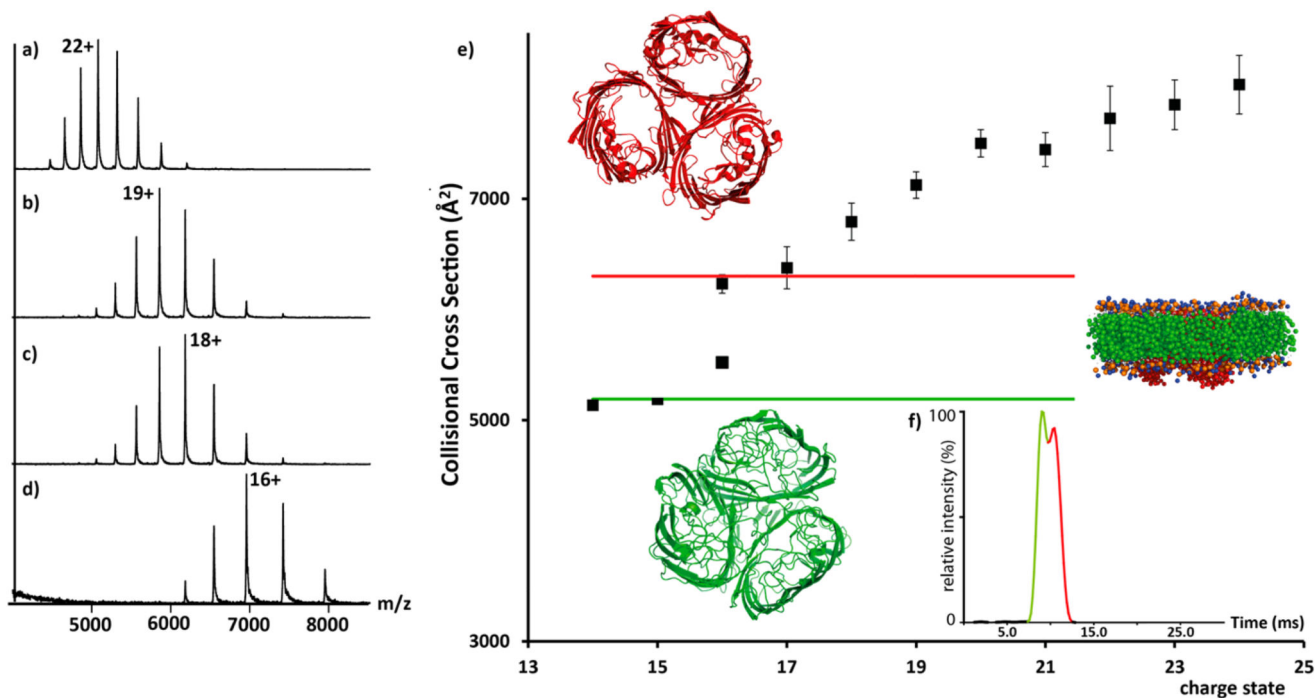 a)
22+
b)
19+
c)
18+
d)
16+
m/z
5000
6000
7000
8000
e)
Collisional Cross Section (Å²)
7000
5000
3000
13
15
17
19
21
23
25
charge state
f)
relative intensity (%)
100
0
5.0
15.0
25.0
Time (ms)